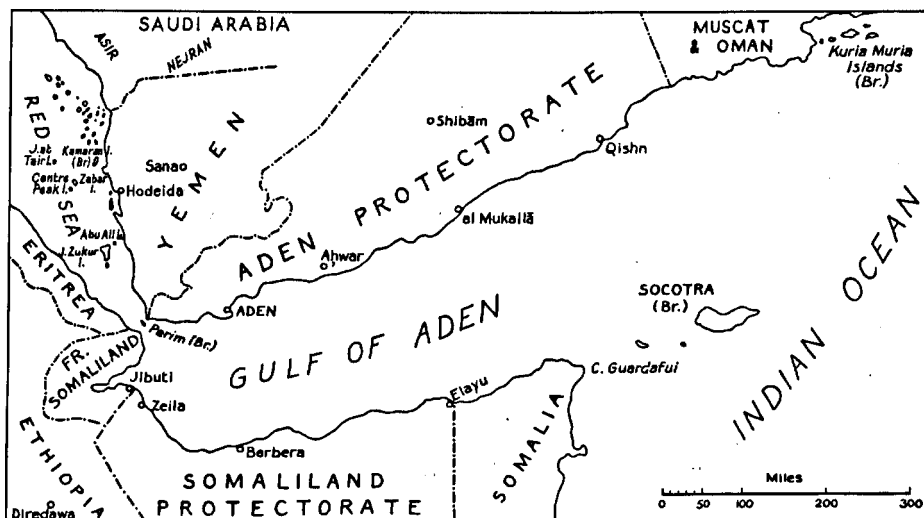 SAUDI ARABIA
MUSCAT
& OMAN
Kuria Muria
Islands
(Br.)
ASIR
NEJRAN
RED
SEA
YEMEN
ADEN PROTECTORATE
Shibām
Qishn
J.at
Tair I.
Kamaran I.
(Br)
Centre
Peak I.
Zabar
I.
Sana
Hodeida
Abu Ali I.
J. Zukur
I.
al Mukallā
Ahwar
ADEN
ERITREA
Perim (Br.)
GULF OF ADEN
SOCOTRA
(Br.)
INDIAN OCEAN
FR.
SOMALILAND
C. Guardafui
Jibuti
Zeila
Elayu
Berbera
ETHIOPIA
SOMALILAND
PROTECTORATE
SOMALIA
Diredawa
Miles
0 50 100 200 300